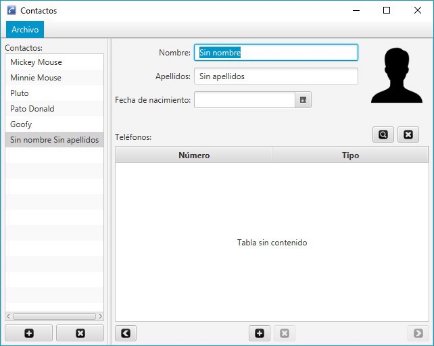 Contactos
Archivo
Contactos:
Mickey Mouse
Minnie Mouse
Pluto
Pato Donald
Goofy
Sin nombre Sin apellidos
Nombre: Sin nombre
Apellidos: Sin apellidos
Fecha de nacimiento:
Teléfonos:
Número Tipo
Tabla sin contenido